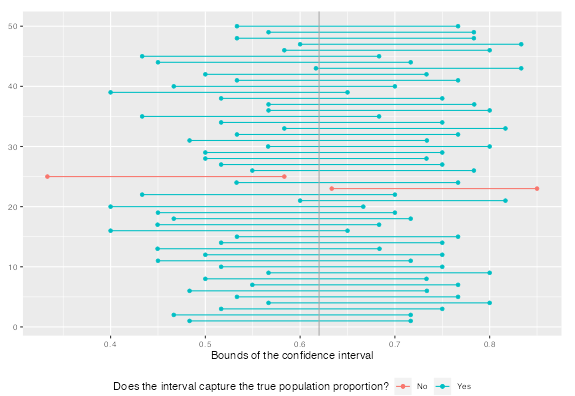 50
40
30
20
10
0
0.4 0.5 0.6 0.7 0.8
Bounds of the confidence interval
Does the interval capture the true population proportion? No Yes